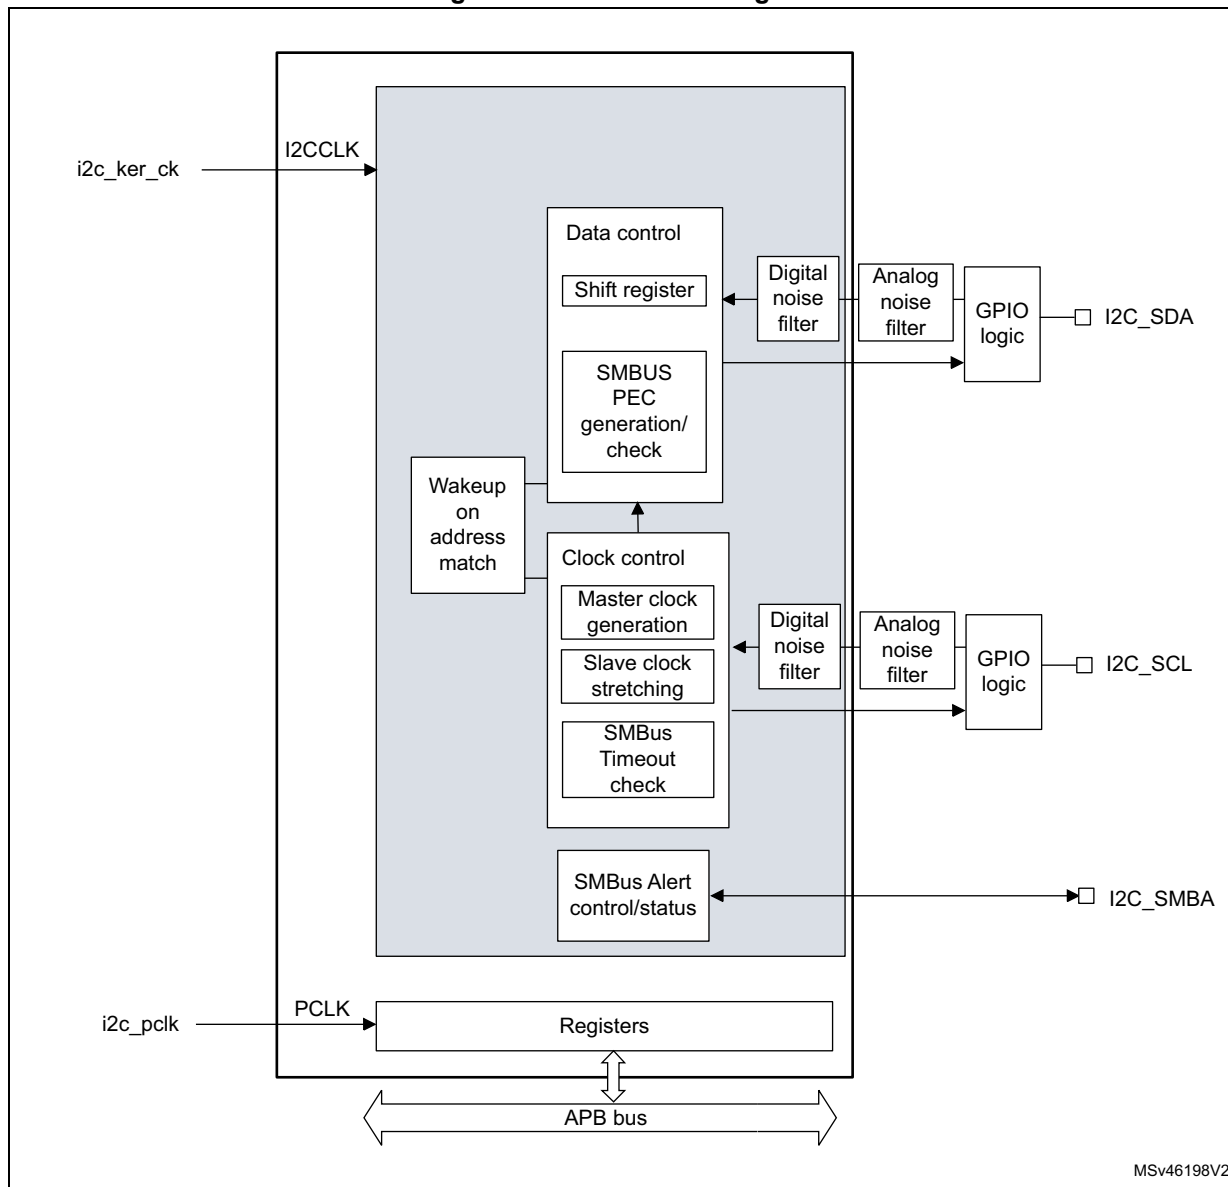 I2CCLK
i2c_ker_ck
Data control
Shift register
SMBUS
PEC
generation/
check
Digital
noise
filter
Analog
noise
filter
GPIO
logic
I2C_SDA
Wakeup
on
address
match
Clock control
Master clock
generation
Slave clock
stretching
SMBus
Timeout
check
Digital
noise
filter
Analog
noise
filter
GPIO
logic
I2C_SCL
SMBus Alert
control/status
I2C_SMBA
PCLK
i2c_pclk
Registers
APB bus
MSv46198V2